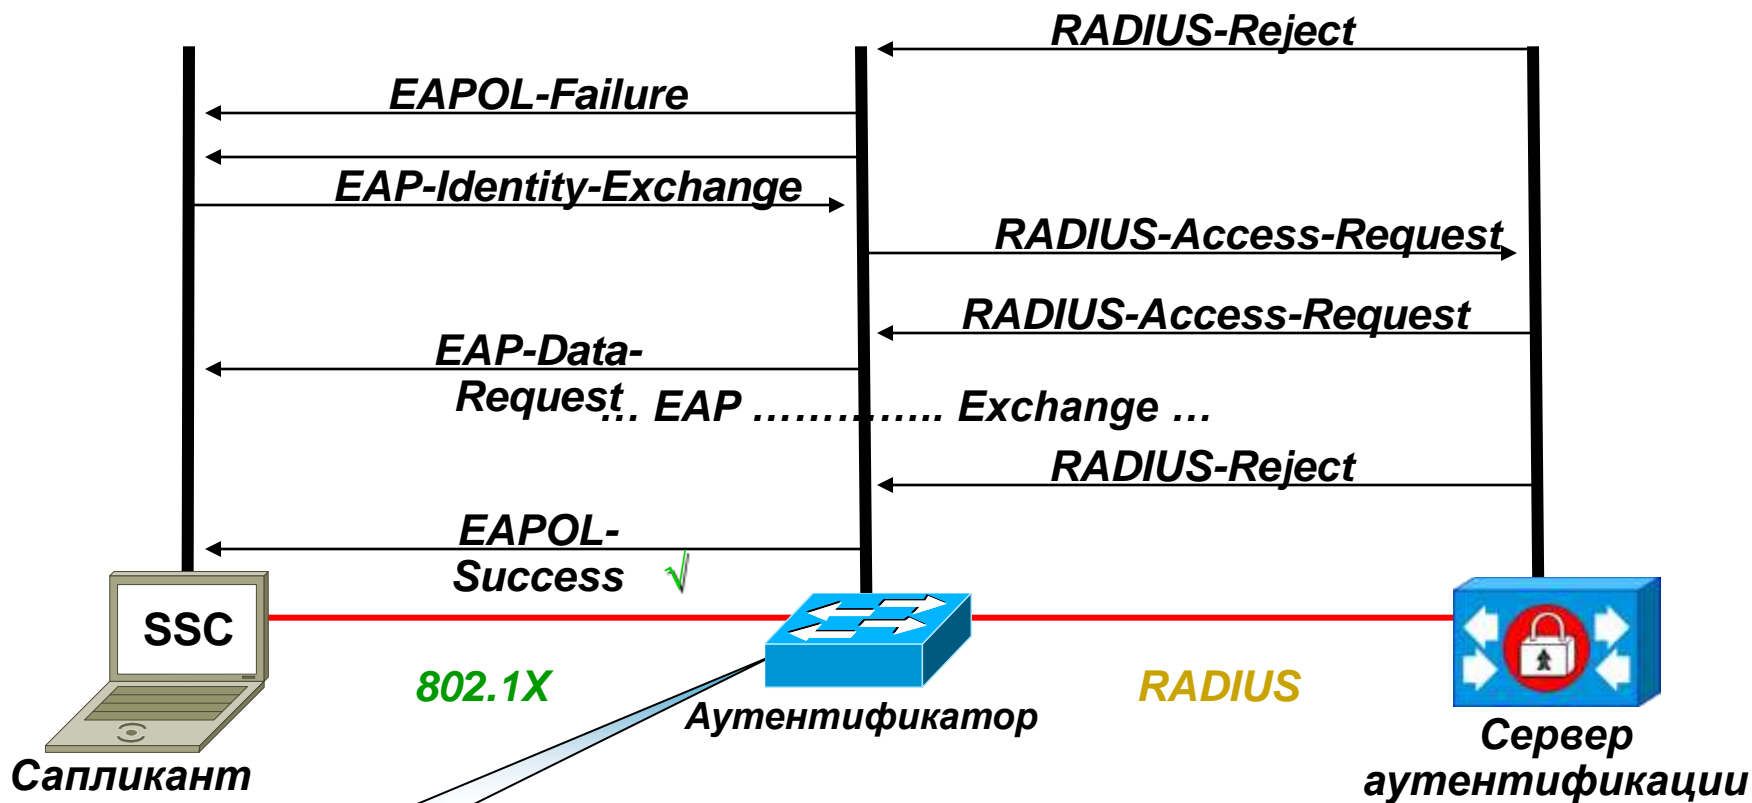 RADIUS-Reject
EAPOL-Failure
EAP-Identity-Exchange
RADIUS-Access-Request
RADIUS-Access-Request
EAP-Data-
Request
... EAP ………….. Exchange …
RADIUS-Reject
EAPOL-
Success √
SSC
802.1X
RADIUS
Аутентификатор
Сервер
аутентификации
Сапликант